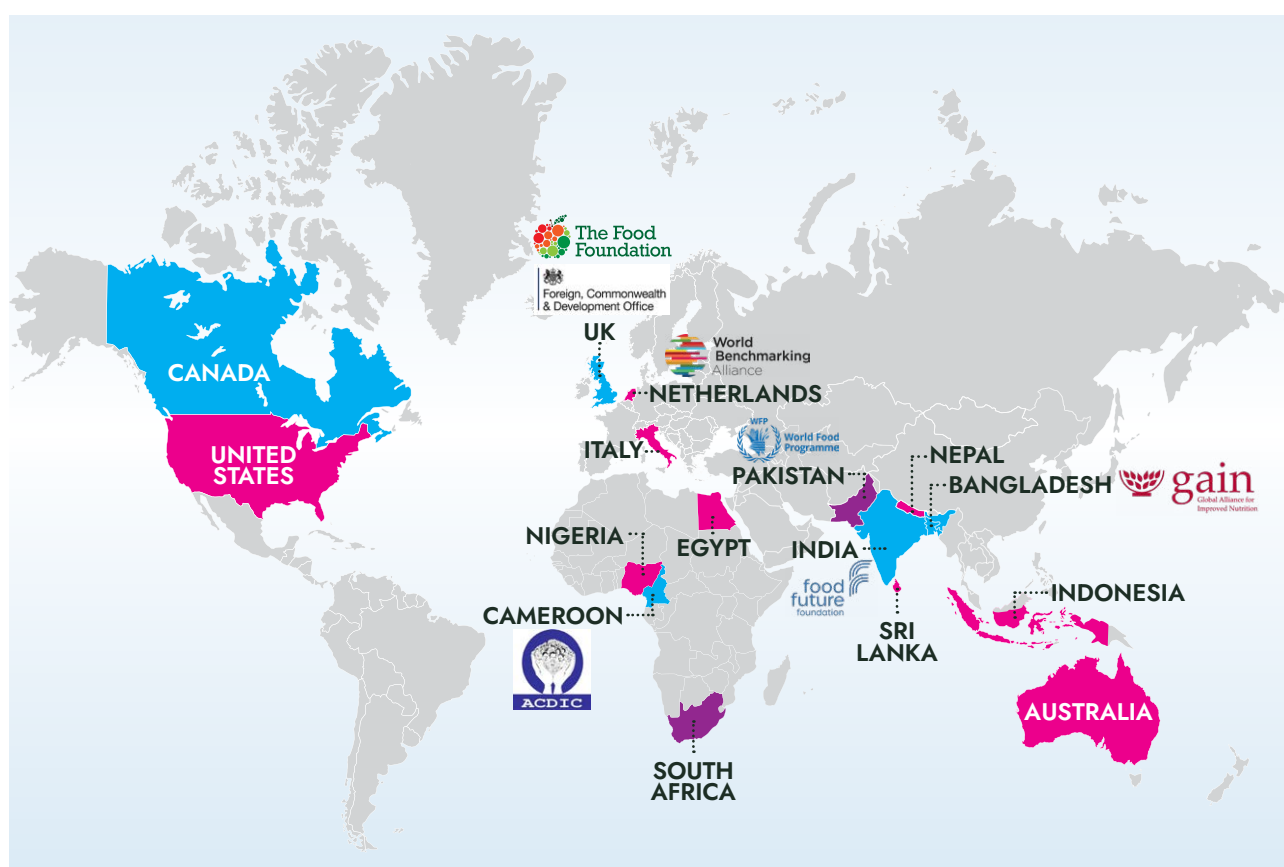 The Food
Foundation
Foreign, Commonwealth
& Development Office
UK
World
Benchmarking
Alliance
CANADA
NETHERLANDS
UNITED
STATES
ITALY
WFP
World Food
Programme
PAKISTAN
NEPAL
BANGLADESH
gain
Global Alliance for
Improved Nutrition
NIGERIA
EGYPT
INDIA
food
future
foundation
INDONESIA
CAMEROON
SRI
LANKA
ACDIC
AUSTRALIA
SOUTH
AFRICA